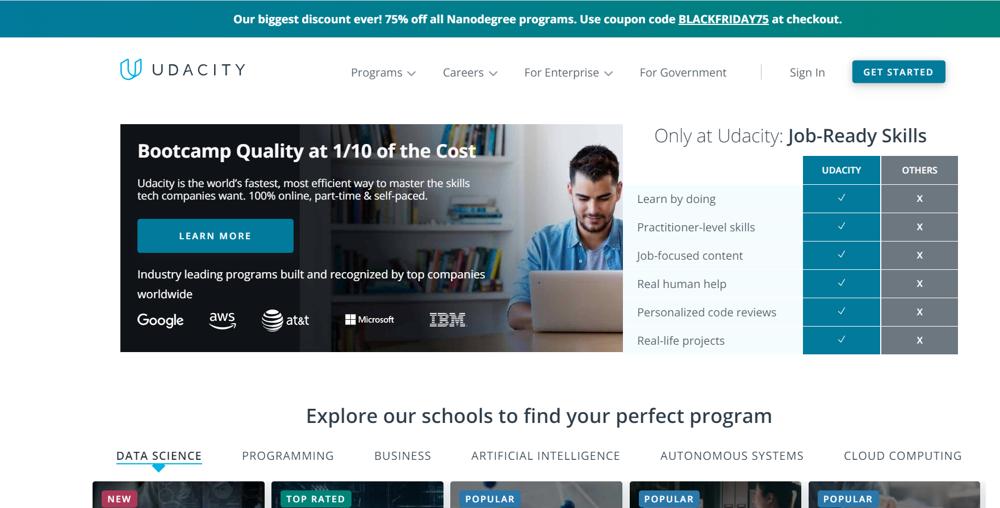 Our biggest discount ever! 75% off all Nanodegree programs. Use coupon code BLACKFRIDAY75 at checkout.
UDACITY
Programs
Careers
For Enterprise
For Government
Sign In
GET STARTED
Bootcamp Quality at 1/10 of the Cost
Udacity is the world’s fastest, most efficient way to master the skills
tech companies want. 100% online, part-time & self-paced.
LEARN MORE
Industry leading programs built and recognized by top companies
worldwide
Google
aws
at&t
Microsoft
IBM
Only at Udacity: Job-Ready Skills
UDACITY OTHERS
Learn by doing ✓ X
Practitioner-level skills ✓ X
Job-focused content ✓ X
Real human help ✓ X
Personalized code reviews ✓ X
Real-life projects ✓ X
Explore our schools to find your perfect program
DATA SCIENCE
PROGRAMMING
BUSINESS
ARTIFICIAL INTELLIGENCE
AUTONOMOUS SYSTEMS
CLOUD COMPUTING
NEW
TOP RATED
POPULAR
POPULAR
POPULAR